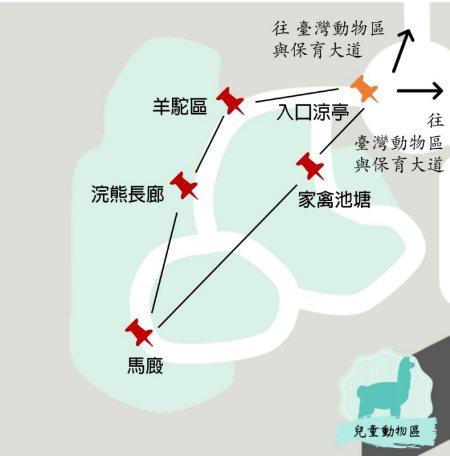 往 臺灣動物區
與保育大道
羊駝區
入口涼亭
往
臺灣動物區
與保育大道
浣熊長廊
家禽池塘
馬廄
兒童動物區